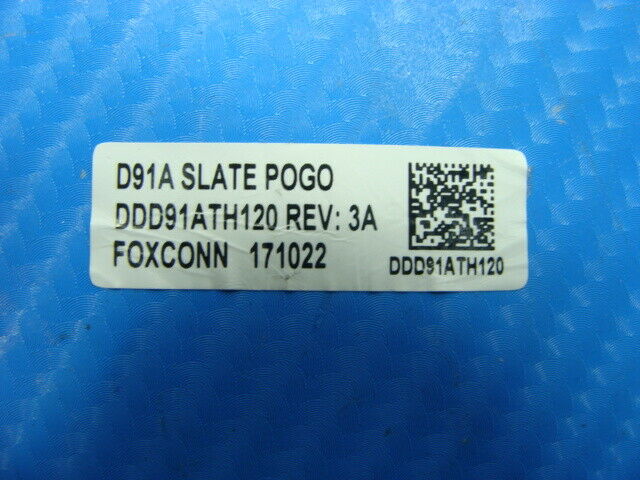 D91A SLATE POGO
DDD91ATH120 REV: 3A
FOXCONN 171022
DDD91ATH120